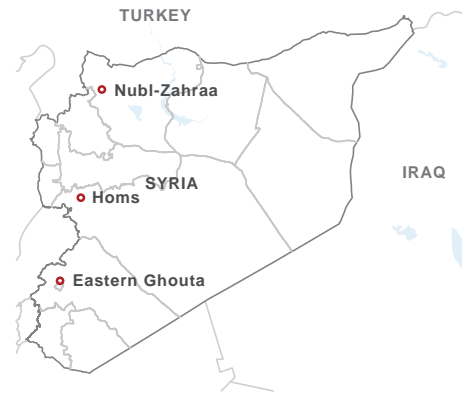 TURKEY
Nubl-Zahraa
IRAQ
SYRIA
Homs
Eastern Ghouta